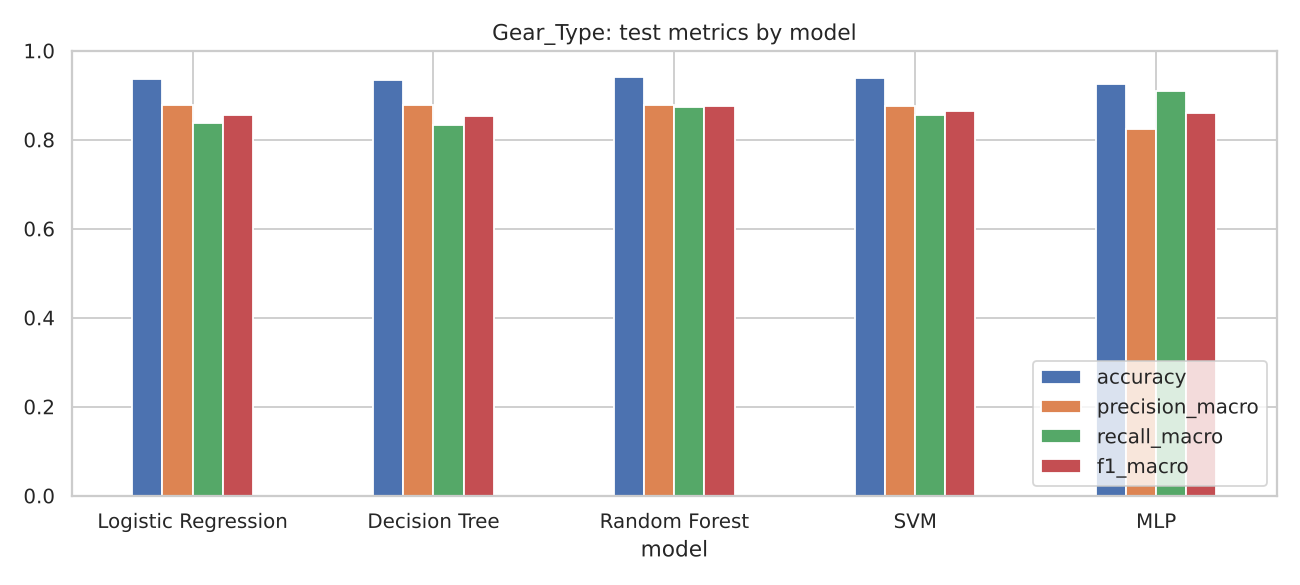 Gear_Type: test metrics by model
1.0
0.8
0.6
0.4
0.2
0.0
accuracy
precision_macro
recall_macro
f1_macro
Logistic Regression
Decision Tree
Random Forest
SVM
MLP
model